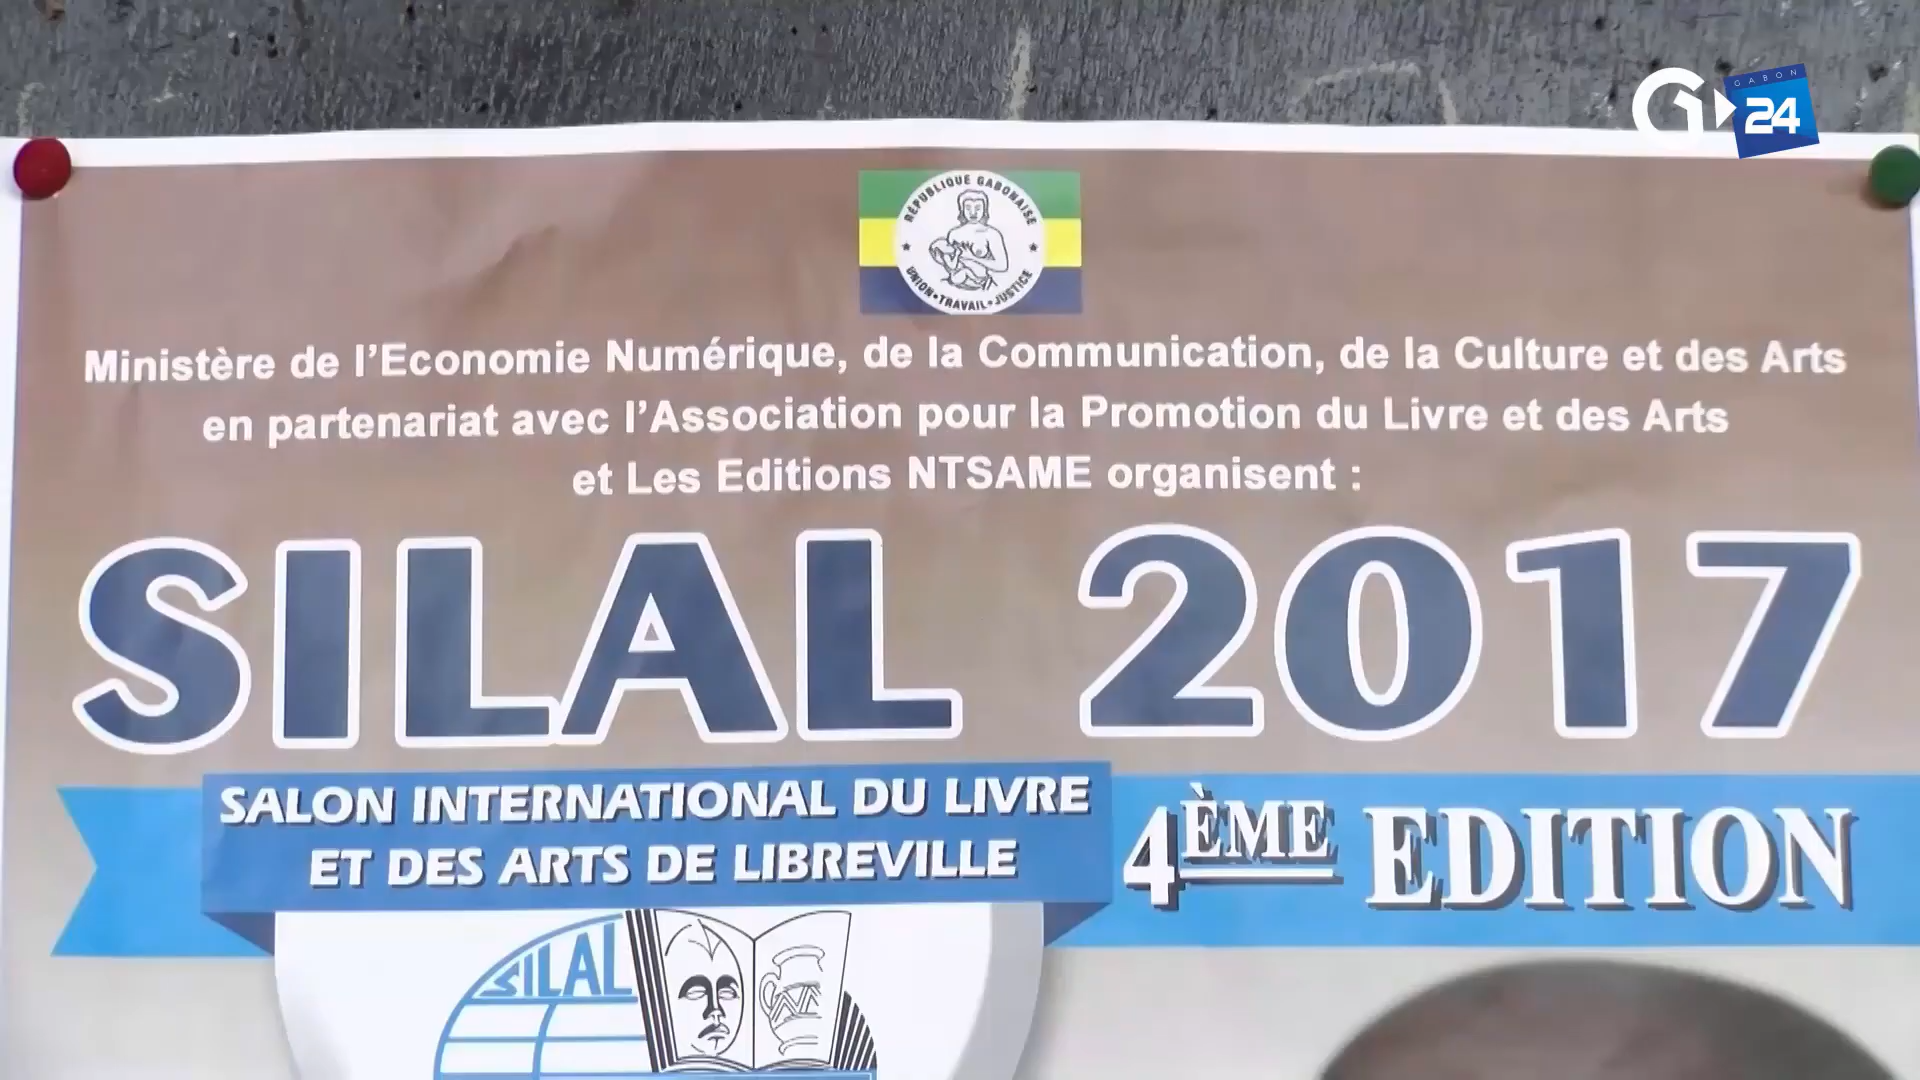 GABON
24
RÉPUBLIQUE GABONAISE
UNION • TRAVAIL • JUSTICE
Ministère de l'Economie Numérique, de la Communication, de la Culture et des Arts
en partenariat avec l'Association pour la Promotion du Livre et des Arts
et Les Editions NTSAME organisent :
SILAL 2017
SALON INTERNATIONAL DU LIVRE
ET DES ARTS DE LIBREVILLE
4ÈME EDITION
SILAL